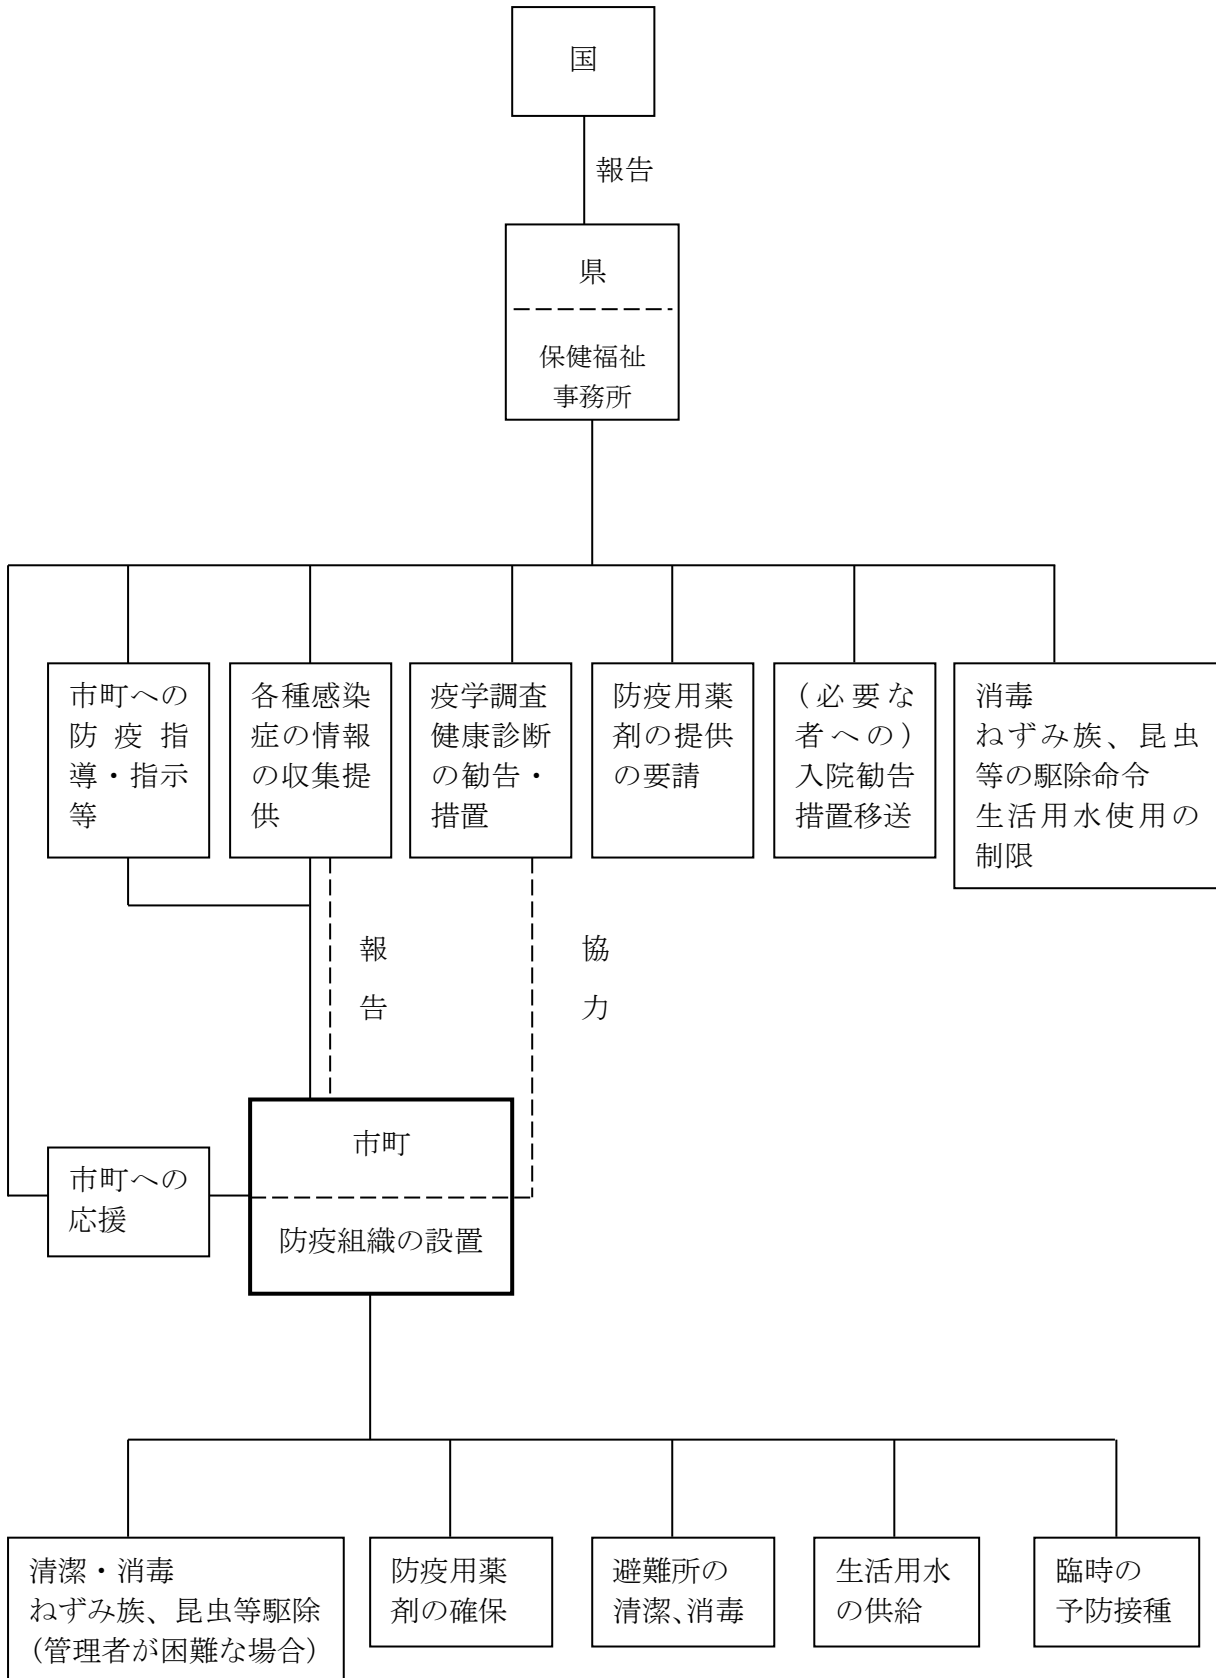 国
報告
県
保健福祉
事務所
市町への
防疫指
導・指示
等
各種感染
症の情報
の収集提
供
疫学調査
健康診断
の勧告・
措置
防疫用薬
剤の提供
の要請
(必要な
者への)
入院勧告
措置移送
消毒
ねずみ族、昆虫
等の駆除命令
生活用水使用の
制限
報
告
協
力
市町
防疫組織の設置
市町への
応援
清潔・消毒
ねずみ族、昆虫等駆除
(管理者が困難な場合)
防疫用薬
剤の確保
避難所の
清潔、消毒
生活用水
の供給
臨時の
予防接種